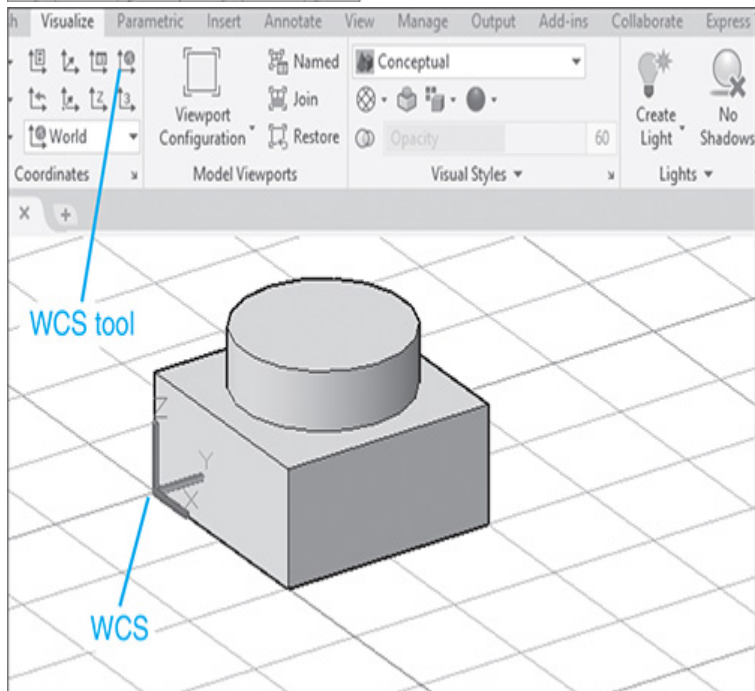 h Visualize Parametric Insert Annotate View Manage Output Add-ins Collaborate Express
Named
Conceptual
Join
Viewport
Configuration
Restore
World
Opacity 60
Create
Light
No
Shadows
Coordinates Model Viewports Visual Styles Lights
WCS tool
Z
Y
X
WCS